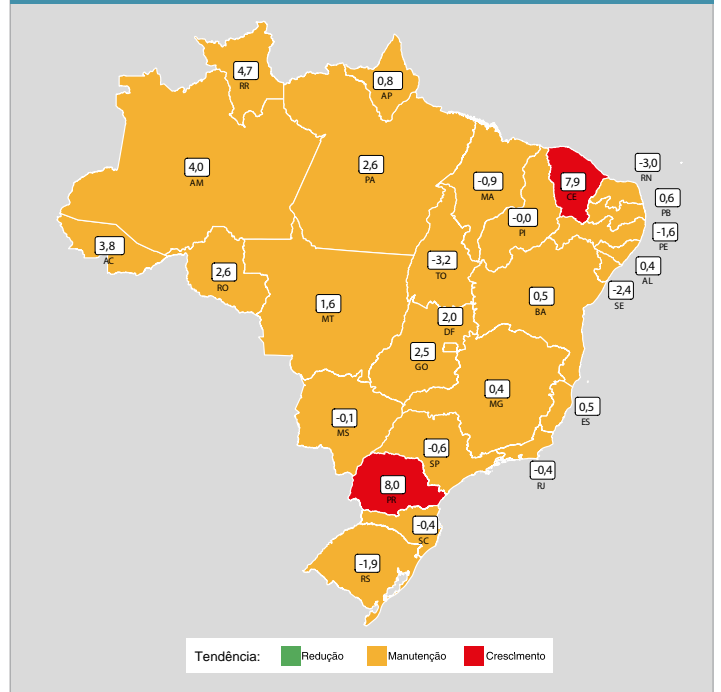 4,7
RR
0,8
AP
4,0
AM
2,6
PA
-0,9
MA
7,9
CE
-3,0
RN
0,6
PB
-0,0
PI
-1,6
PE
3,8
AC
2,6
RO
-3,2
TO
0,4
AL
-2,4
SE
1,6
MT
0,5
BA
2,0
DF
2,5
GO
0,4
MG
0,5
ES
-0,1
MS
-0,6
SP
-0,4
RJ
8,0
PR
-0,4
SC
-1,9
RS
Tendência: Redução Manutenção CrescImento